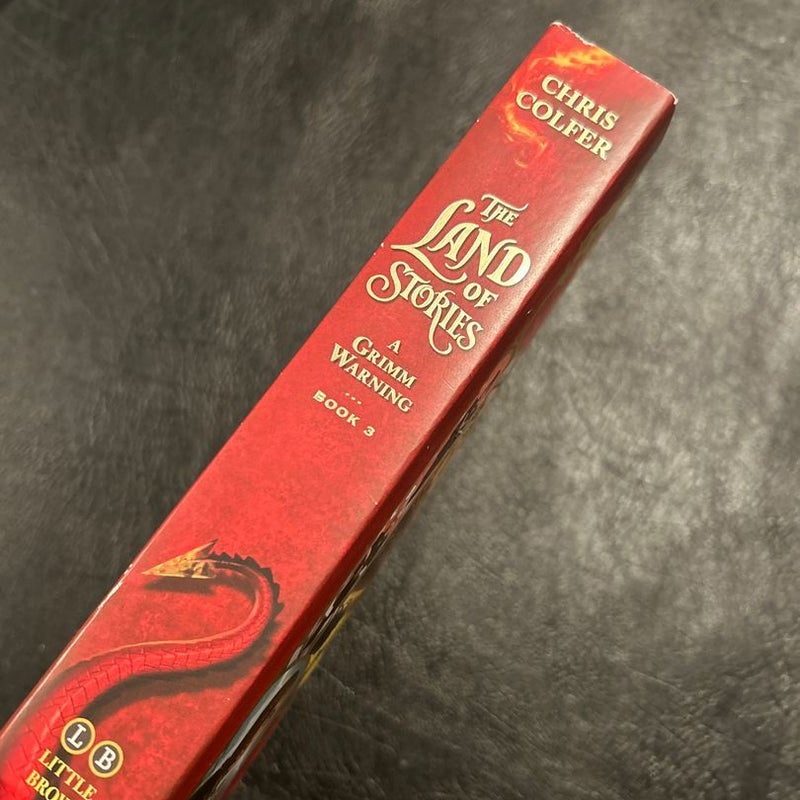 CHRIS
COLFER
THE
LAND
OF
STORIES
A
GRIMM
WARNING
...
BOOK 3
L B
LITTLE